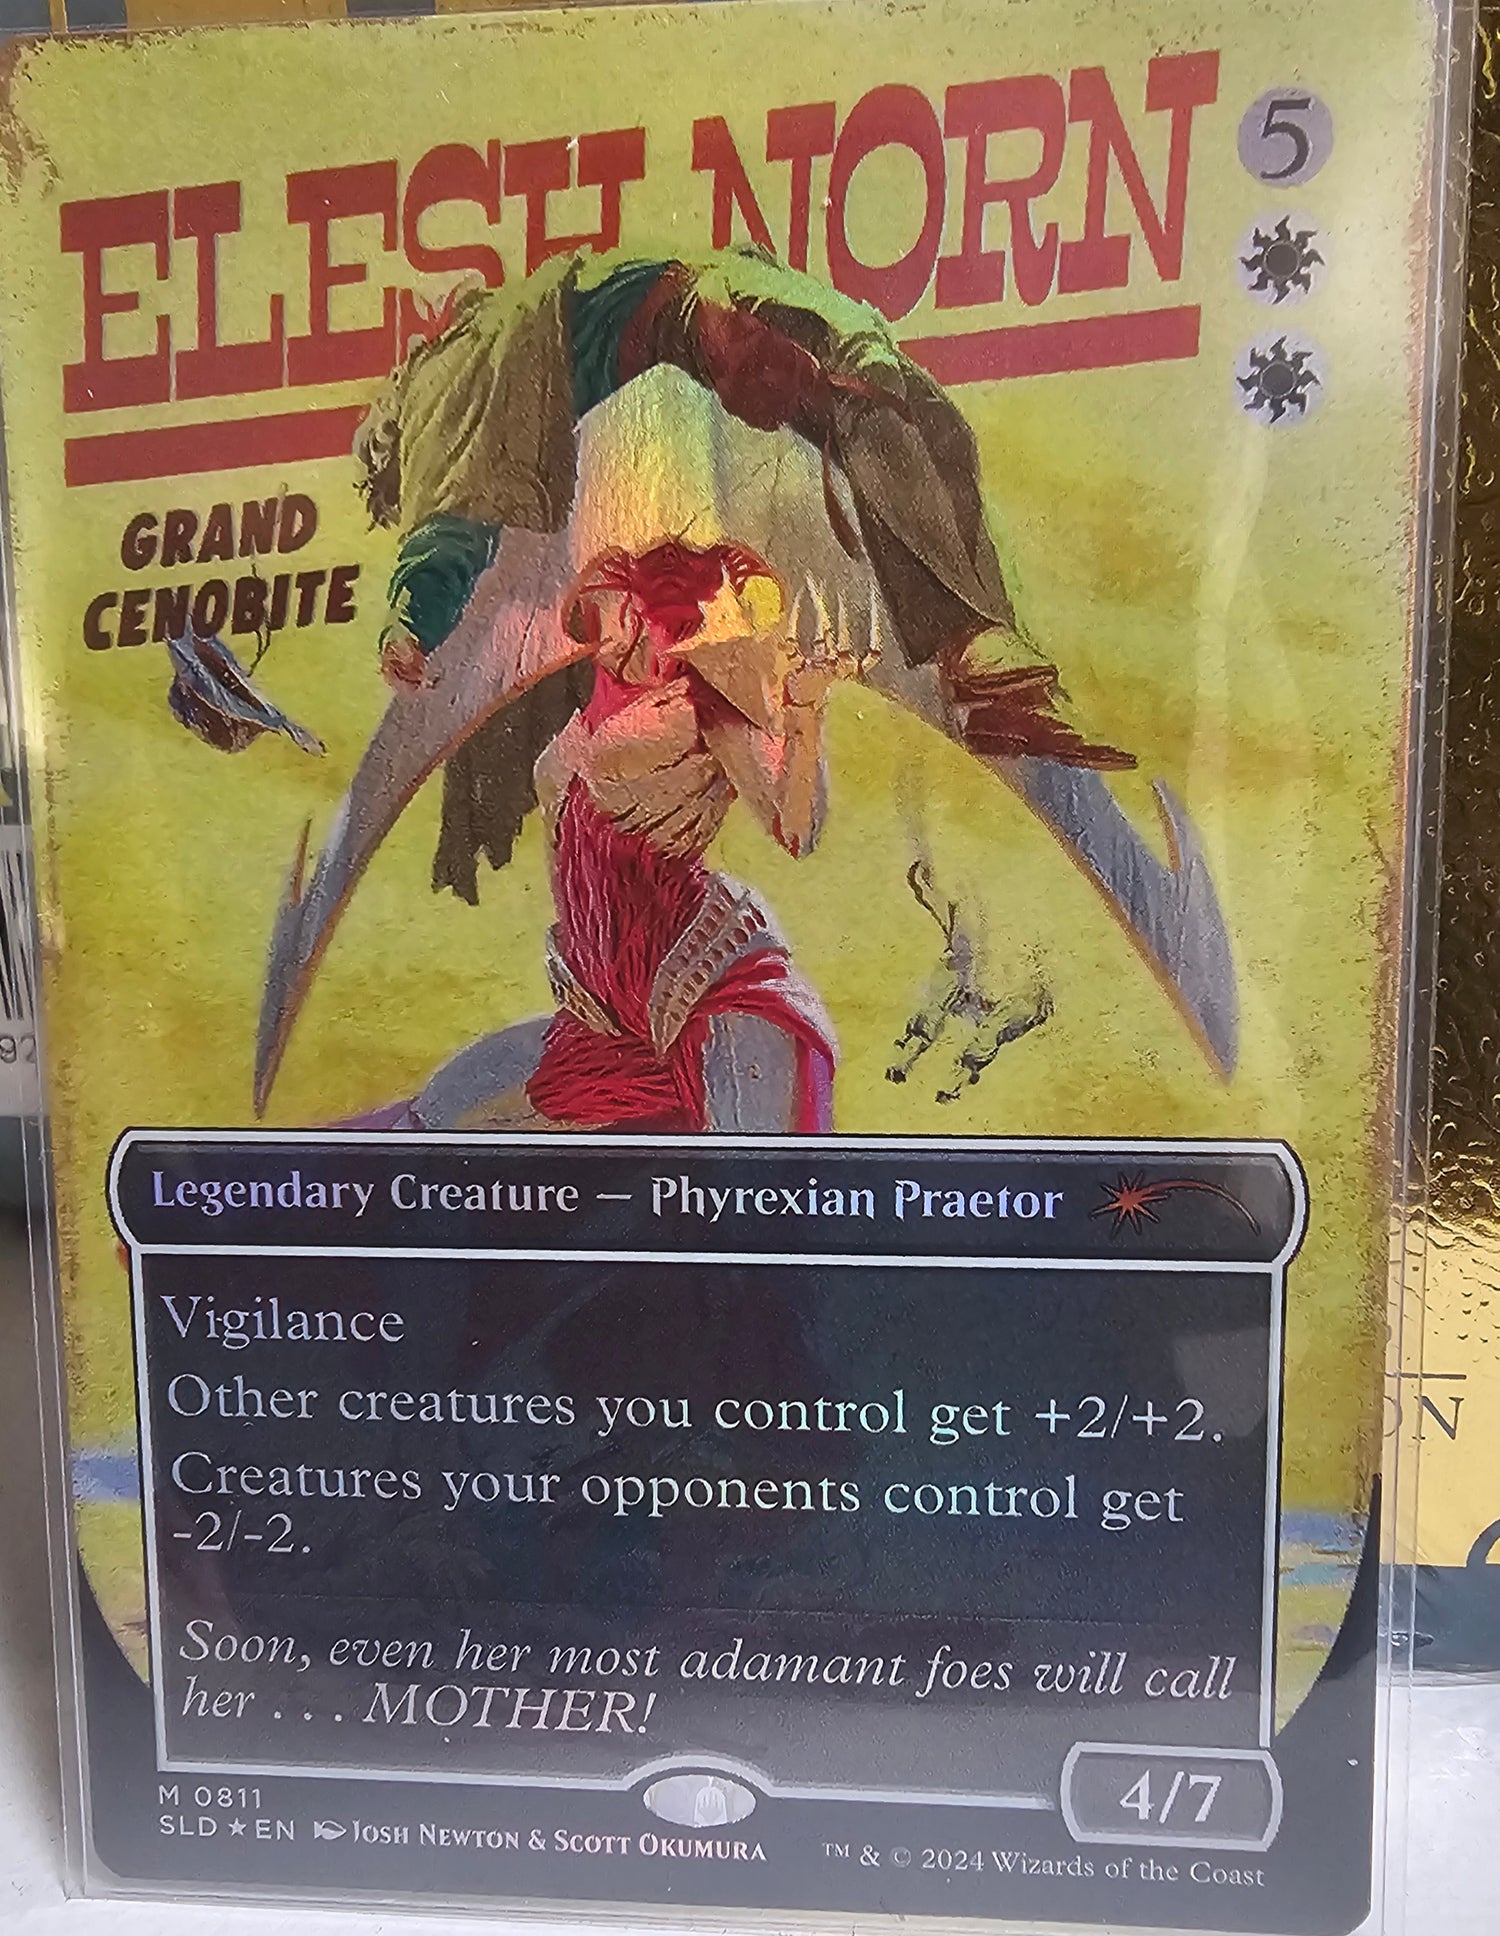 ELESH NORN
5
GRAND
CENOBITE
Legendary Creature — Phyrexian Praetor
Vigilance
Other creatures you control get +2/+2.
Creatures your opponents control get
-2/-2.
Soon, even her most adamant foes will call
her . . . MOTHER!
4/7
M 0811
SLD ★ EN JOSH NEWTON & SCOTT OKUMURA
™ & © 2024 Wizards of the Coast
92